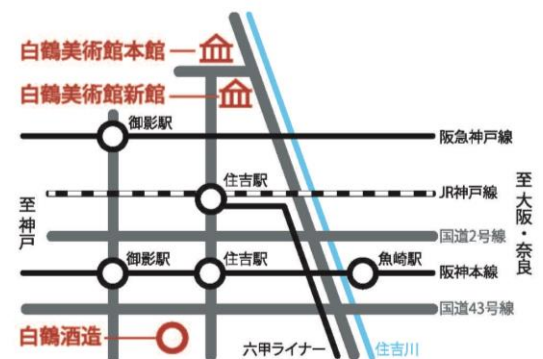 白鶴美術館本館
白鶴美術館新館
御影駅
阪急神戸線
住吉駅
JR神戸線
至神戸
至大阪・奈良
国道2号線
御影駅
住吉駅
魚崎駅
阪神本線
国道43号線
白鶴酒造
六甲ライナー
住吉川